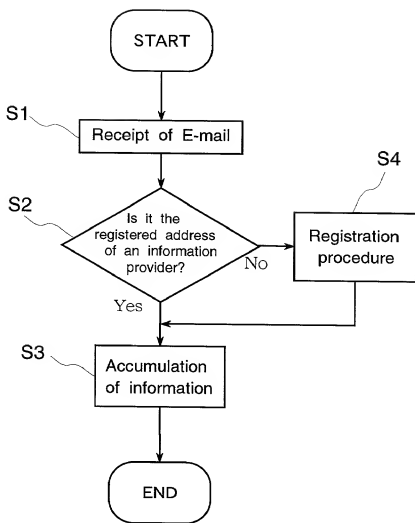 START
S1
Receipt of E-mail
S2
Is it the
registered address
of an information
provider?
No
Yes
S4
Registration
procedure
S3
Accumulation
of information
END